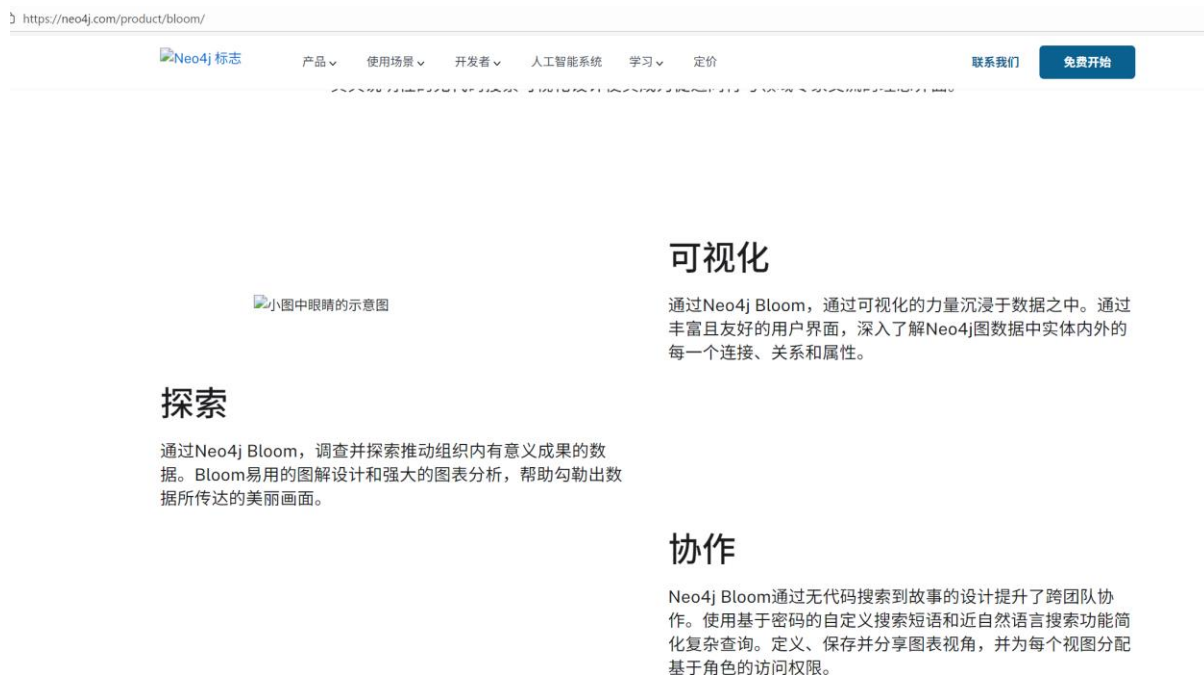 https://neo4j.com/product/bloom/
Neo4j 标志
产品
使用场景
开发者
人工智能系统
学习
定价
联系我们
免费开始
可视化
小图中眼睛的示意图
通过Neo4j Bloom，通过可视化的力量沉浸于数据之中。通过
丰富且友好的用户界面，深入了解Neo4j图数据中实体内外的
每一个连接、关系和属性。
探索
通过Neo4j Bloom，调查并探索推动组织内有意义成果的数
据。Bloom易用的图解设计和强大的图表分析，帮助勾勒出数
据所传达的美丽画面。
协作
Neo4j Bloom通过无代码搜索到故事的设计提升了跨团队协
作。使用基于密码的自定义搜索短语和近自然语言搜索功能简
化复杂查询。定义、保存并分享图表视角，并为每个视图分配
基于角色的访问权限。